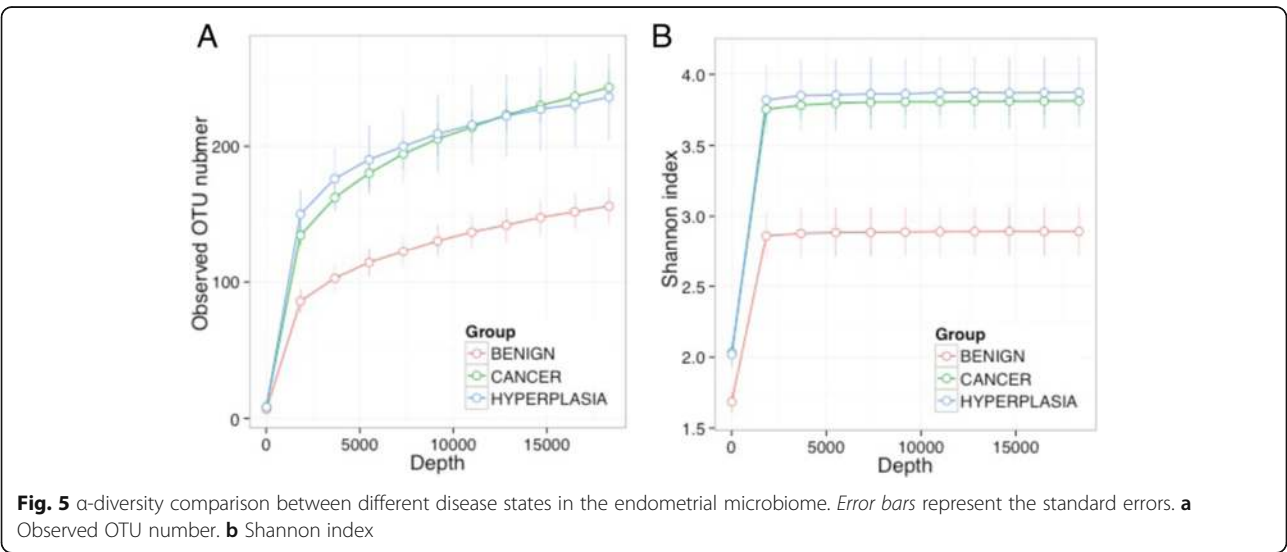 A
Observed OTU nubmer
200
100
0
0 5000 10000 15000
Depth
Group
BENIGN
CANCER
HYPERPLASIA
B
Shannon index
4.0
3.5
3.0
2.5
2.0
1.5
0 5000 10000 15000
Depth
Group
BENIGN
CANCER
HYPERPLASIA
Fig. 5 α-diversity comparison between different disease states in the endometrial microbiome. Error bars represent the standard errors. a
Observed OTU number. b Shannon index